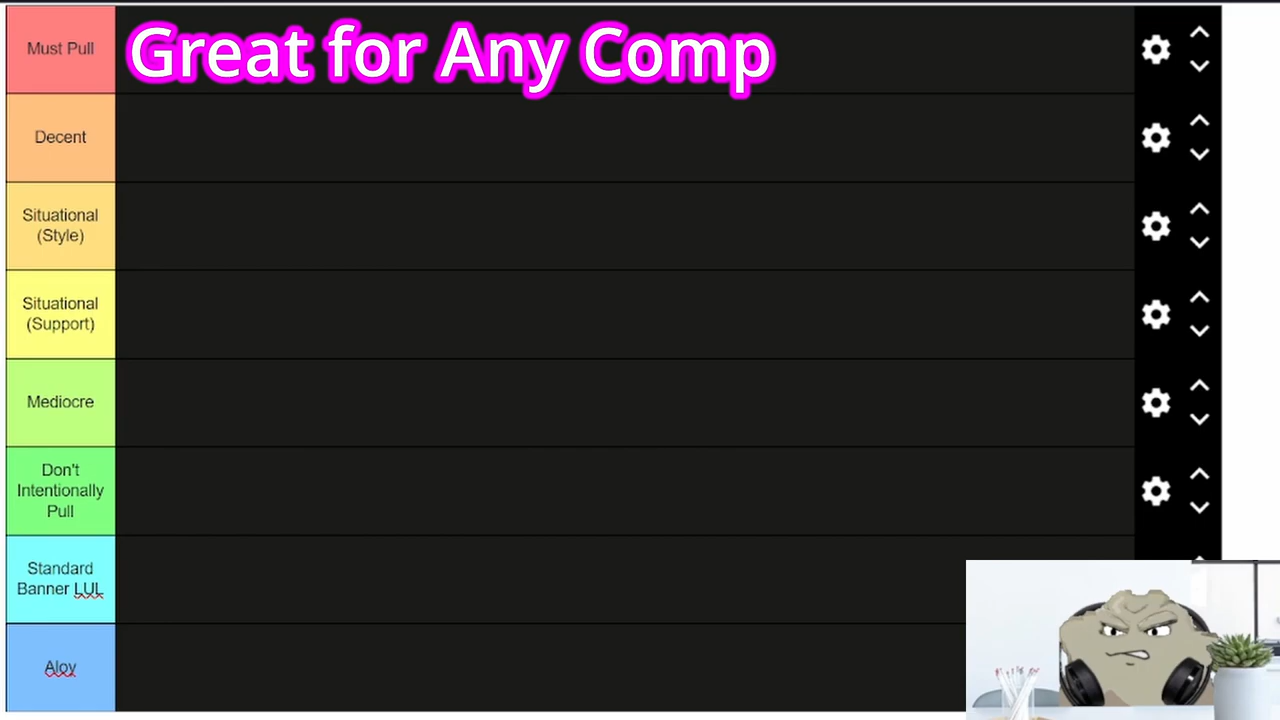 Must Pull
Great for Any Comp
Decent
Situational
(Style)
Situational
(Support)
Mediocre
Don't
Intentionally
Pull
Standard
Banner LUL
Aloy